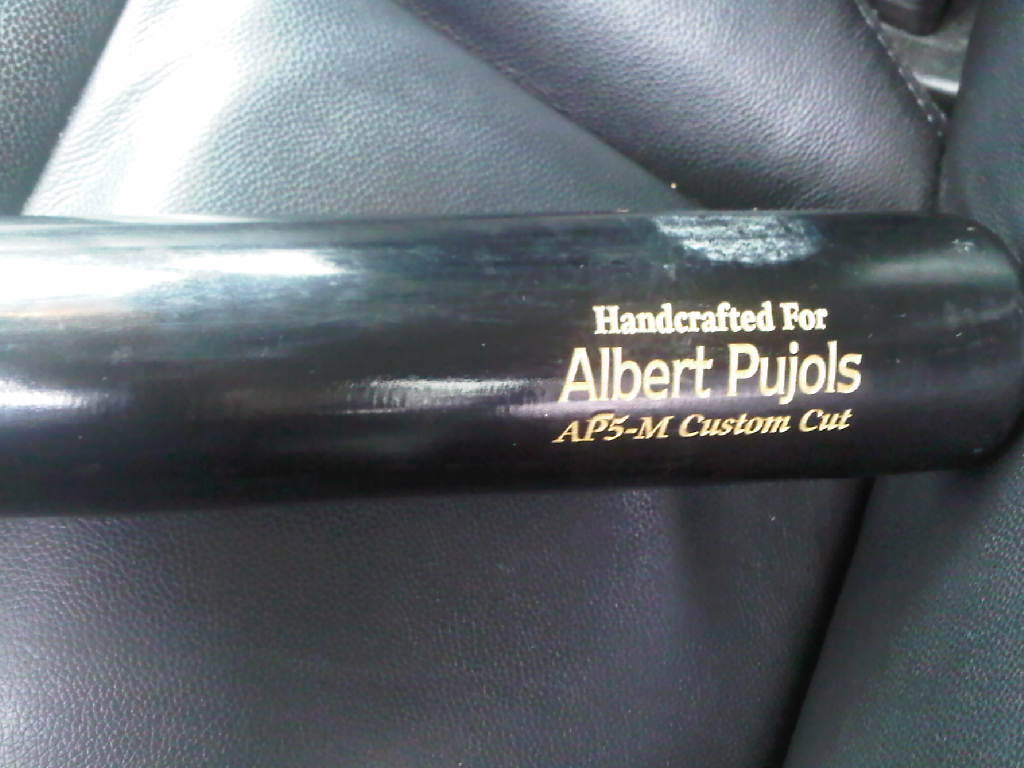 Handcrafted For
Albert Pujols
AP5-M Custom Cut